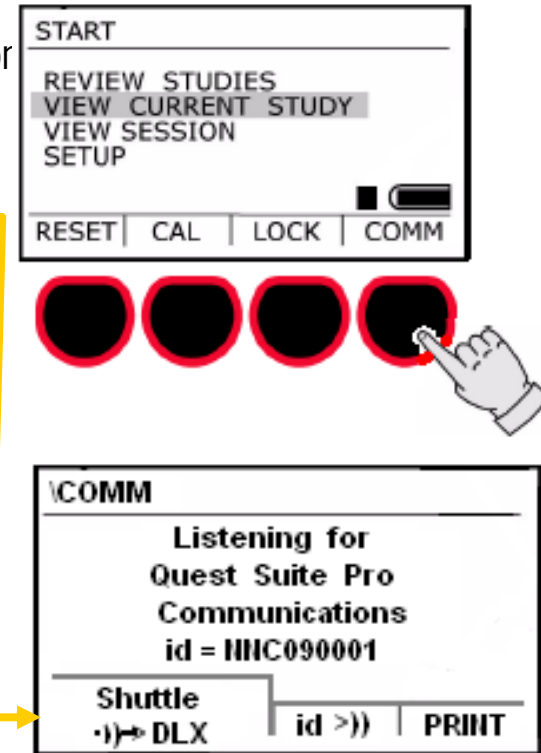 START
or
REVIEW STUDIES
VIEW CURRENT STUDY
VIEW SESSION
SETUP
RESET CAL LOCK COMM
\COMM
Listening for
Quest Suite Pro
Communications
id = NNC090001
Shuttle
DLX id >)) PRINT